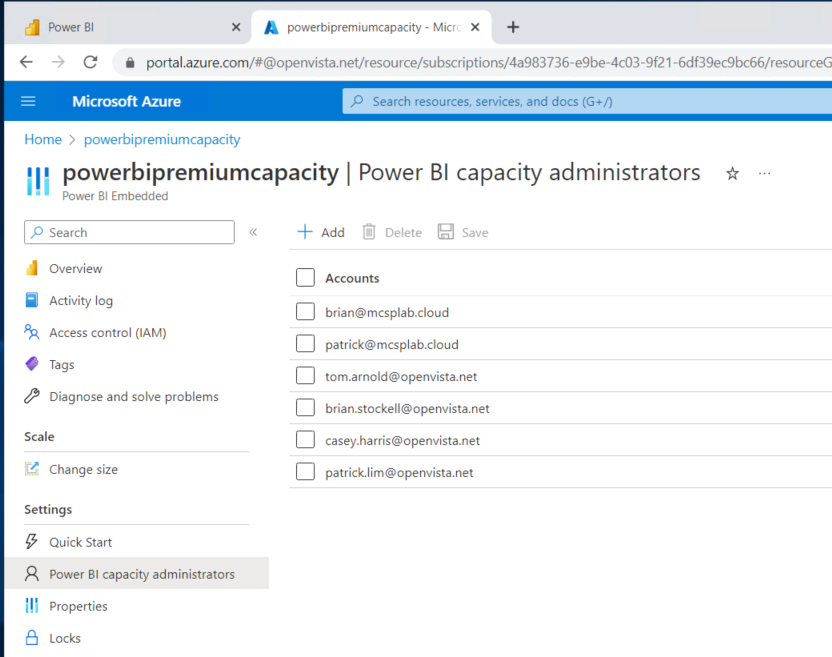 Power BI
powerbipremiumcapacity - Micro
portal.azure.com/#@openvista.net/resource/subscriptions/4a983736-e9be-4c03-9f21-6df39ec9bc66/resourceG
Microsoft Azure
Search resources, services, and docs (G+/)
Home > powerbipremiumcapacity
powerbipremiumcapacity | Power BI capacity administrators
Power BI Embedded
Search
Add Delete Save
Overview
Activity log
Access control (IAM)
Tags
Diagnose and solve problems
Scale
Change size
Settings
Quick Start
Power BI capacity administrators
Properties
Locks
Accounts
brian@mcsplab.cloud
patrick@mcsplab.cloud
tom.arnold@openvista.net
brian.stockell@openvista.net
casey.harris@openvista.net
patrick.lim@openvista.net